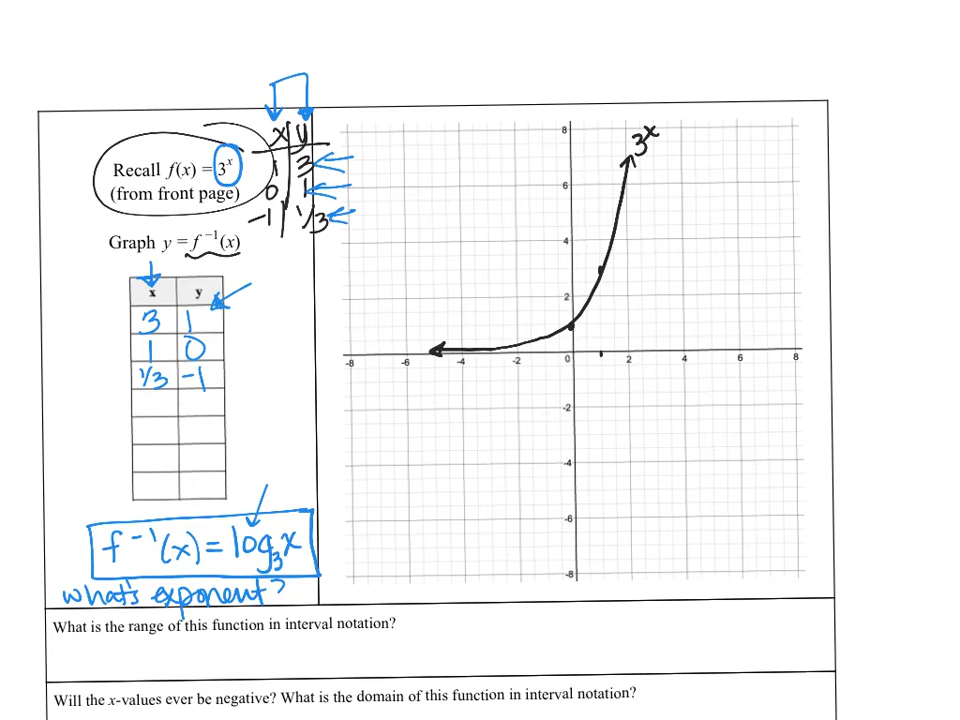 x | y
1 | 3
0 | 1
-1 | 1/3
Recall f(x) = 3^x
(from front page)
Graph y = f^-1(x)
x y
3 1
1 0
1/3 -1
f^-1(x) = log_3 x
what's exponent?
3^x
8
6
4
2
-8 -6 -4 -2 0 2 4 6 8
-2
-4
-6
-8
What is the range of this function in interval notation?
Will the x-values ever be negative? What is the domain of this function in interval notation?